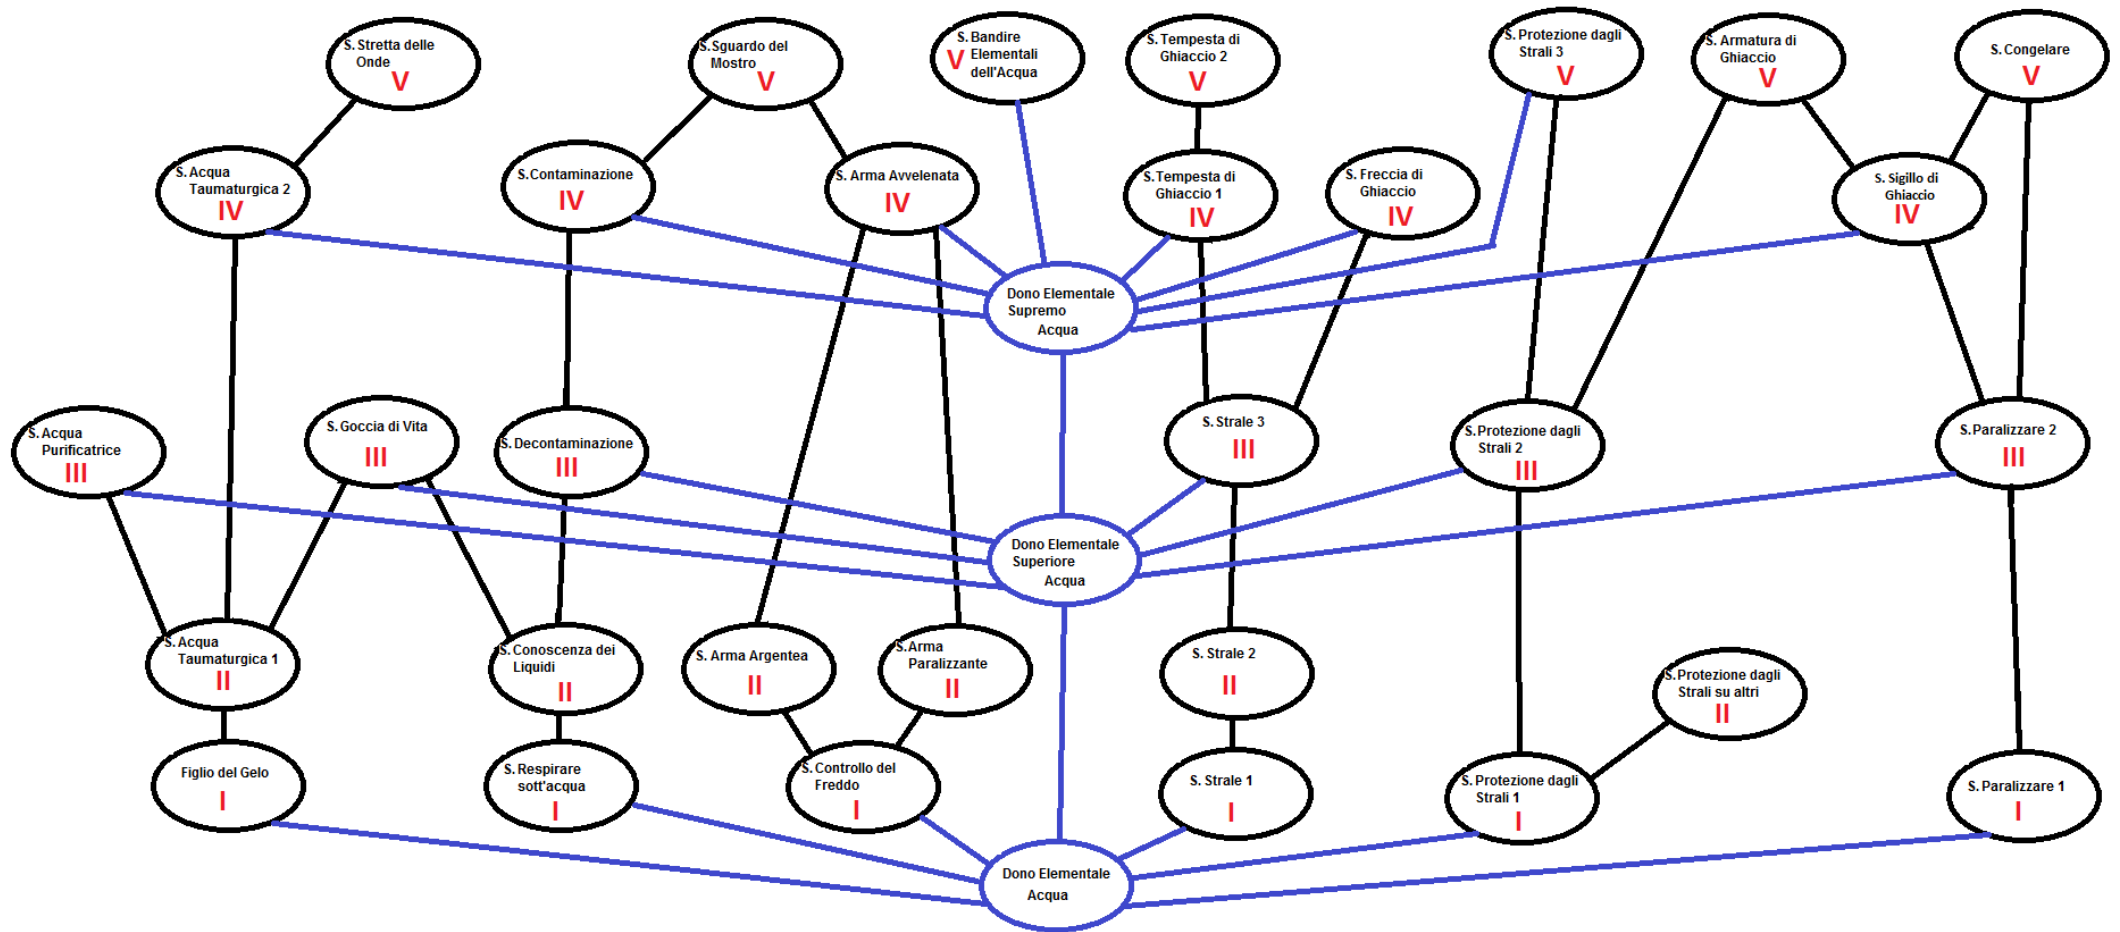 S. Stretta delle
Onde
V
S. Sguardo del
Mostro
V
S. Bandire
V Elementali
dell'Acqua
S. Tempesta di
Ghiaccio 2
V
S. Protezione dagli
Strali 3
V
S. Armatura di
Ghiaccio
V
S. Congelare
V
S. Acqua
Taumaturgica 2
IV
S. Contaminazione
IV
S. Arma Avvelenata
IV
S. Tempesta di
Ghiaccio 1
IV
S. Freccia di
Ghiaccio
IV
S. Sigillo di
Ghiaccio
IV
Dono Elementale
Supremo
Acqua
S. Acqua
Purificatrice
III
S. Goccia di Vita
III
S. Decontaminazione
III
S. Strale 3
III
S. Protezione dagli
Strali 2
III
S. Paralizzare 2
III
Dono Elementale
Superiore
Acqua
S. Acqua
Taumaturgica 1
II
S. Conoscenza dei
Liquidi
II
S. Arma Argentea
II
S. Arma
Paralizzante
II
S. Strale 2
II
S. Protezione dagli
Strali su altri
II
Figlio del Gelo
I
S. Respirare
sott'acqua
I
S. Controllo del
Freddo
I
S. Strale 1
I
S. Protezione dagli
Strali 1
I
S. Paralizzare 1
I
Dono Elementale
Acqua